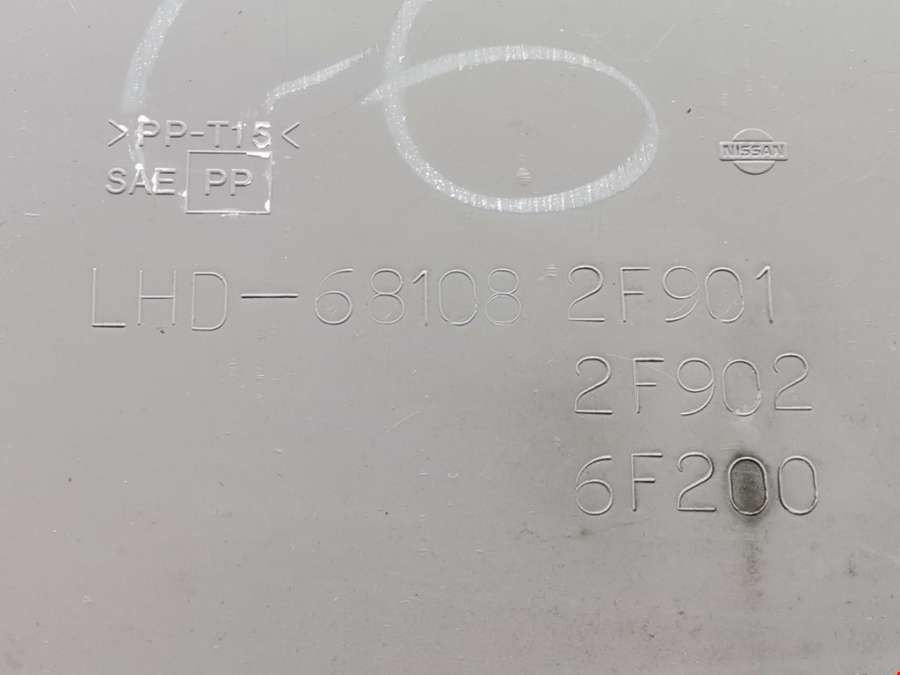 >PP-T15<
SAE PP
NISSAN
LHD-68108 2F901
2F902
6F200